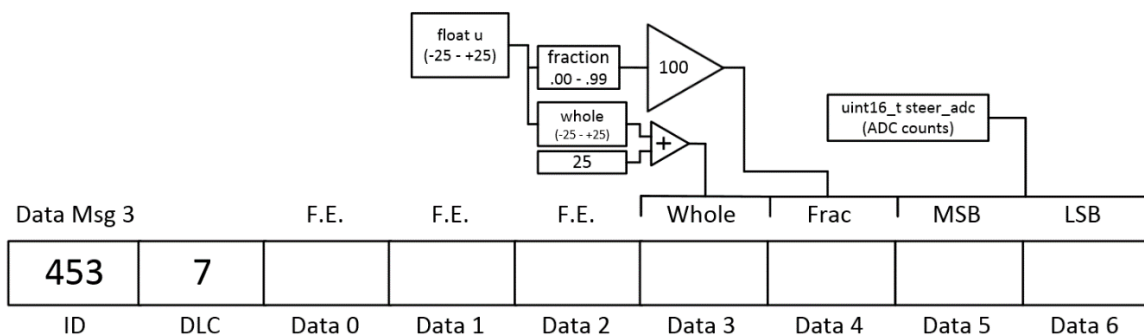 float u
(-25 - +25)
fraction
.00 - .99
100
whole
(-25 - +25)
25
+
uint16_t steer_adc
(ADC counts)
Data Msg 3 F.E. F.E. F.E. Whole Frac MSB LSB
453 7
ID DLC Data 0 Data 1 Data 2 Data 3 Data 4 Data 5 Data 6